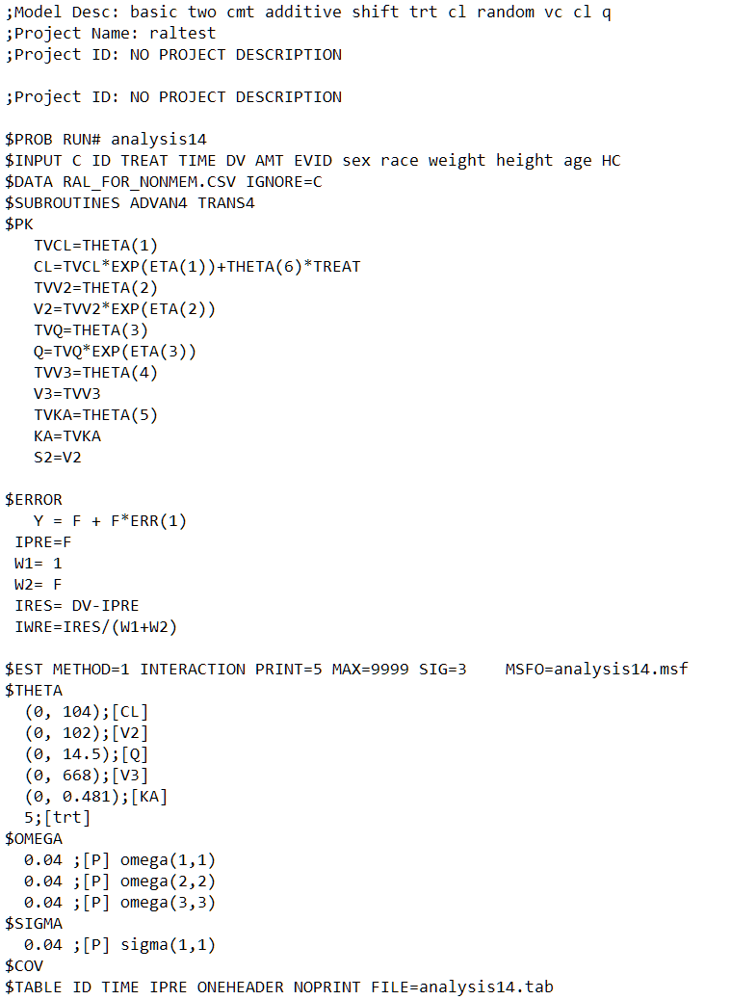 ;Model Desc: basic two cmt additive shift trt cl random vc cl q
;Project Name: raltest
;Project ID: NO PROJECT DESCRIPTION

;Project ID: NO PROJECT DESCRIPTION

$PROB RUN# analysis14
$INPUT C ID TREAT TIME DV AMT EVID sex race weight height age HC
$DATA RAL_FOR_NONMEM.CSV IGNORE=C
$SUBROUTINES ADVAN4 TRANS4
$PK
   TVCL=THETA(1)
   CL=TVCL*EXP(ETA(1))+THETA(6)*TREAT
   TVV2=THETA(2)
   V2=TVV2*EXP(ETA(2))
   TVQ=THETA(3)
   Q=TVQ*EXP(ETA(3))
   TVV3=THETA(4)
   V3=TVV3
   TVKA=THETA(5)
   KA=TVKA
   S2=V2

$ERROR
   Y = F + F*ERR(1)
 IPRE=F
 W1= 1
 W2= F
 IRES= DV-IPRE
 IWRE=IRES/(W1+W2)

$EST METHOD=1 INTERACTION PRINT=5 MAX=9999 SIG=3    MSFO=analysis14.msf
$THETA
  (0, 104);[CL]
  (0, 102);[V2]
  (0, 14.5);[Q]
  (0, 668);[V3]
  (0, 0.481);[KA]
  5;[trt]
$OMEGA
  0.04 ;[P] omega(1,1)
  0.04 ;[P] omega(2,2)
  0.04 ;[P] omega(3,3)
$SIGMA
  0.04 ;[P] sigma(1,1)
$COV
$TABLE ID TIME IPRE ONEHEADER NOPRINT FILE=analysis14.tab